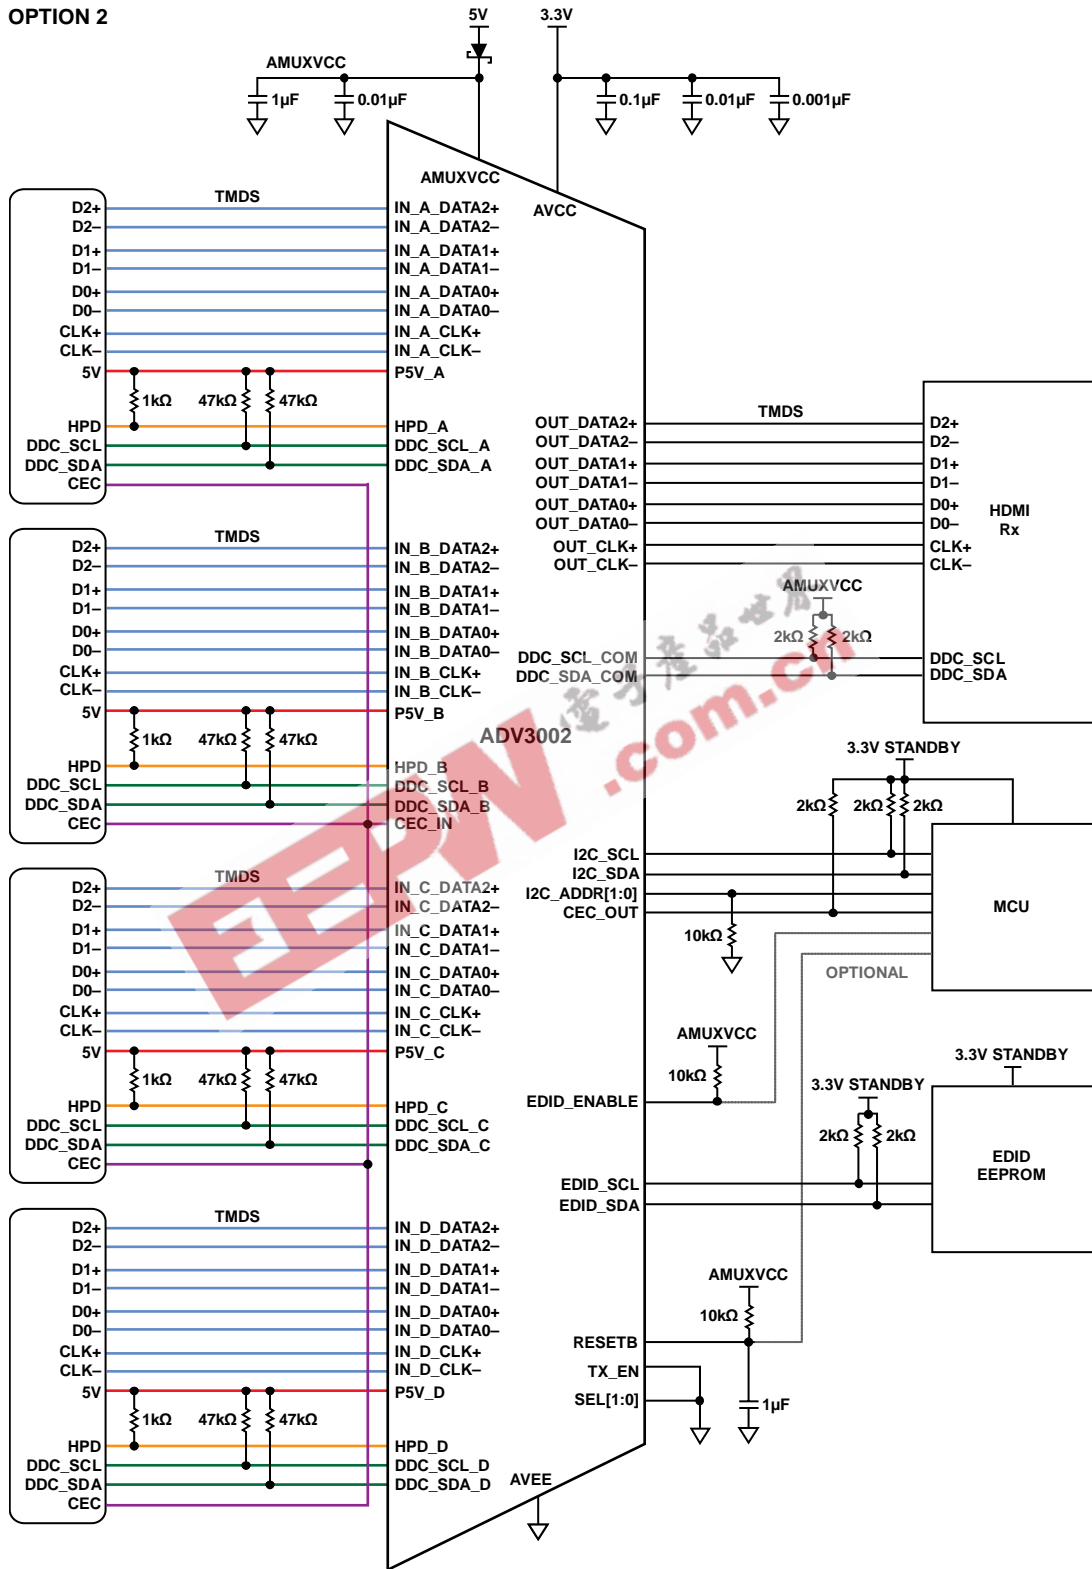 OPTION 2
5V
3.3V
AMUXVCC
1µF
0.01µF
0.1µF
0.01µF
0.001µF
AMUXVCC
AVCC
TMDS
D2+
IN_A_DATA2+
D2–
IN_A_DATA2–
D1+
IN_A_DATA1+
D1–
IN_A_DATA1–
D0+
IN_A_DATA0+
D0–
IN_A_DATA0–
CLK+
IN_A_CLK+
CLK–
IN_A_CLK–
5V
P5V_A
1kΩ
47kΩ
47kΩ
HPD
HPD_A
DDC_SCL
DDC_SCL_A
DDC_SDA
DDC_SDA_A
CEC
TMDS
D2+
IN_B_DATA2+
D2–
IN_B_DATA2–
D1+
IN_B_DATA1+
D1–
IN_B_DATA1–
D0+
IN_B_DATA0+
D0–
IN_B_DATA0–
CLK+
IN_B_CLK+
CLK–
IN_B_CLK–
5V
P5V_B
1kΩ
47kΩ
47kΩ
HPD
HPD_B
DDC_SCL
DDC_SCL_B
DDC_SDA
DDC_SDA_B
CEC
CEC_IN
TMDS
D2+
IN_C_DATA2+
D2–
IN_C_DATA2–
D1+
IN_C_DATA1+
D1–
IN_C_DATA1–
D0+
IN_C_DATA0+
D0–
IN_C_DATA0–
CLK+
IN_C_CLK+
CLK–
IN_C_CLK–
5V
P5V_C
1kΩ
47kΩ
47kΩ
HPD
HPD_C
DDC_SCL
DDC_SCL_C
DDC_SDA
DDC_SDA_C
CEC
TMDS
D2+
IN_D_DATA2+
D2–
IN_D_DATA2–
D1+
IN_D_DATA1+
D1–
IN_D_DATA1–
D0+
IN_D_DATA0+
D0–
IN_D_DATA0–
CLK+
IN_D_CLK+
CLK–
IN_D_CLK–
5V
P5V_D
1kΩ
47kΩ
47kΩ
HPD
HPD_D
DDC_SCL
DDC_SCL_D
DDC_SDA
DDC_SDA_D
CEC
ADV3002
AVEE
TMDS
OUT_DATA2+
D2+
OUT_DATA2–
D2–
OUT_DATA1+
D1+
OUT_DATA1–
D1–
OUT_DATA0+
D0+
OUT_DATA0–
D0–
OUT_CLK+
CLK+
OUT_CLK–
CLK–
HDMI
Rx
AMUXVCC
2kΩ
2kΩ
DDC_SCL_COM
DDC_SCL
DDC_SDA_COM
DDC_SDA
3.3V STANDBY
2kΩ
2kΩ
2kΩ
I2C_SCL
I2C_SDA
I2C_ADDR[1:0]
CEC_OUT
MCU
10kΩ
OPTIONAL
AMUXVCC
10kΩ
EDID_ENABLE
3.3V STANDBY
3.3V STANDBY
2kΩ
2kΩ
EDID
EEPROM
EDID_SCL
EDID_SDA
AMUXVCC
10kΩ
RESETB
TX_EN
SEL[1:0]
1µF
EEPW
.com.cn
電子産品世界